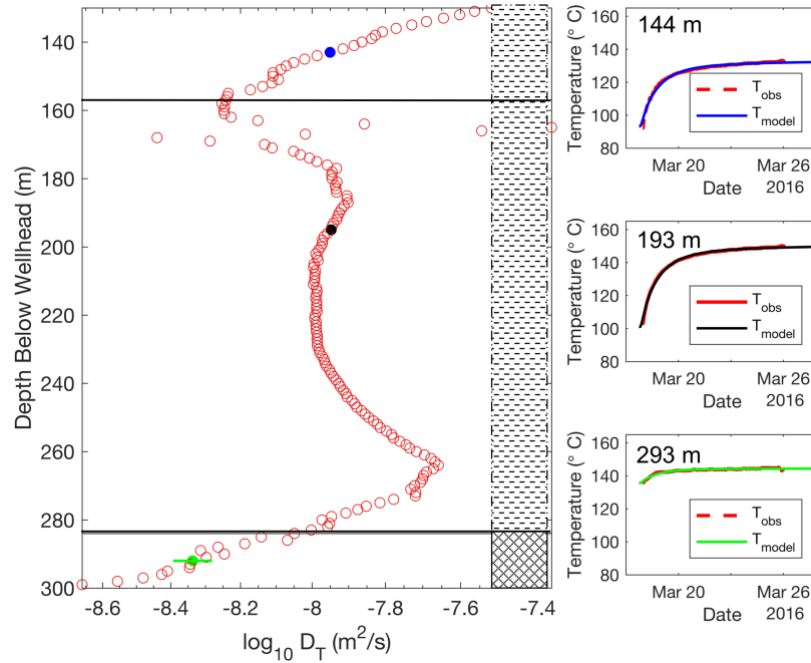 140
160
180
200
220
240
260
280
300
Depth Below Wellhead (m)
-8.6
-8.4
-8.2
-8
-7.8
-7.6
-7.4
log10 DT (m2/s)
144 m
160
140
120
100
80
Temperature (° C)
Tobs
Tmodel
Mar 20
Mar 26
Date
2016
193 m
160
140
120
100
80
Temperature (° C)
Tobs
Tmodel
Mar 20
Mar 26
Date
2016
293 m
160
140
120
100
80
Temperature (° C)
Tobs
Tmodel
Mar 20
Mar 26
Date
2016